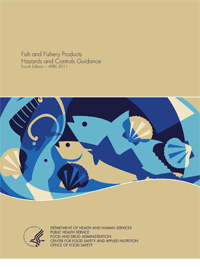 Fish and Fishery Products
Hazards and Controls Guidance
Fourth Edition – APRIL 2011
DEPARTMENT OF HEALTH AND HUMAN SERVICES
PUBLIC HEALTH SERVICE
FOOD AND DRUG ADMINISTRATION
CENTER FOR FOOD SAFETY AND APPLIED NUTRITION
OFFICE OF FOOD SAFETY